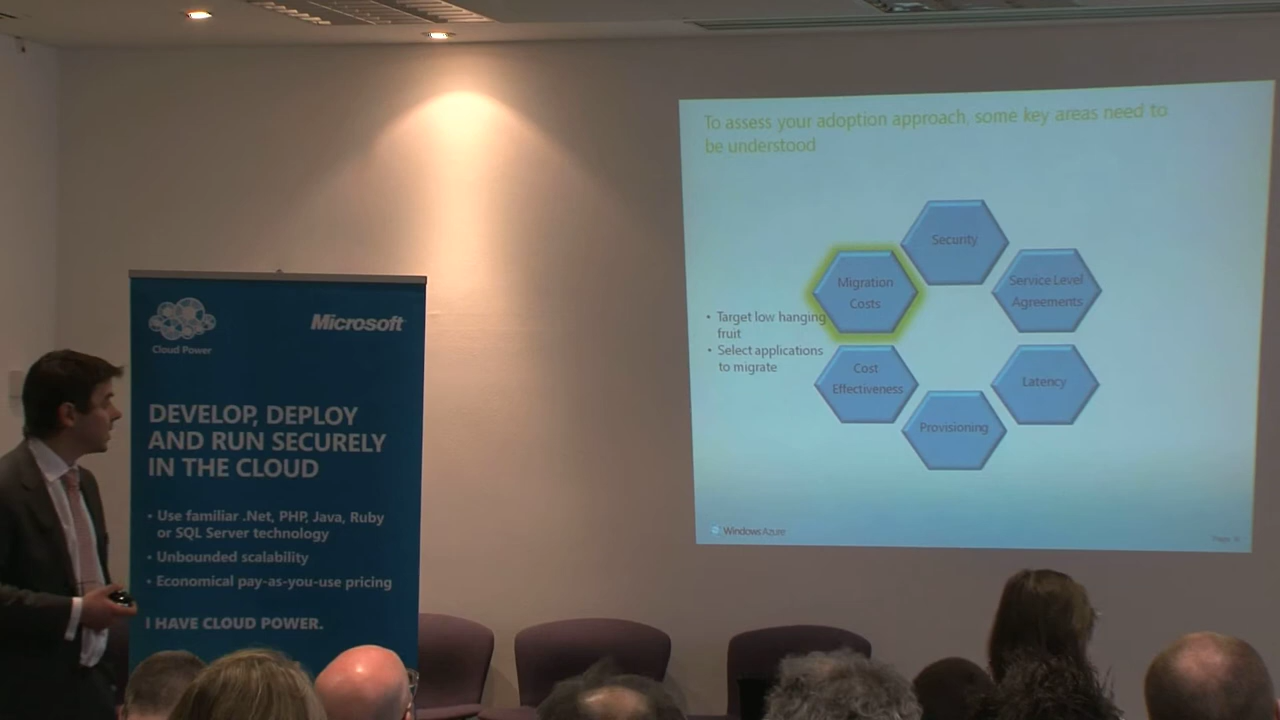 To assess your adoption approach, some key areas need to
be understood
Security
Migration
Costs
Service Level
Agreements
• Target low hanging
fruit
• Select applications
to migrate
Cost
Effectiveness
Latency
Provisioning
Windows Azure
Cloud Power
Microsoft
DEVELOP, DEPLOY
AND RUN SECURELY
IN THE CLOUD
• Use familiar .Net, PHP, Java, Ruby
or SQL Server technology
• Unbounded scalability
• Economical pay-as-you-use pricing
I HAVE CLOUD POWER.